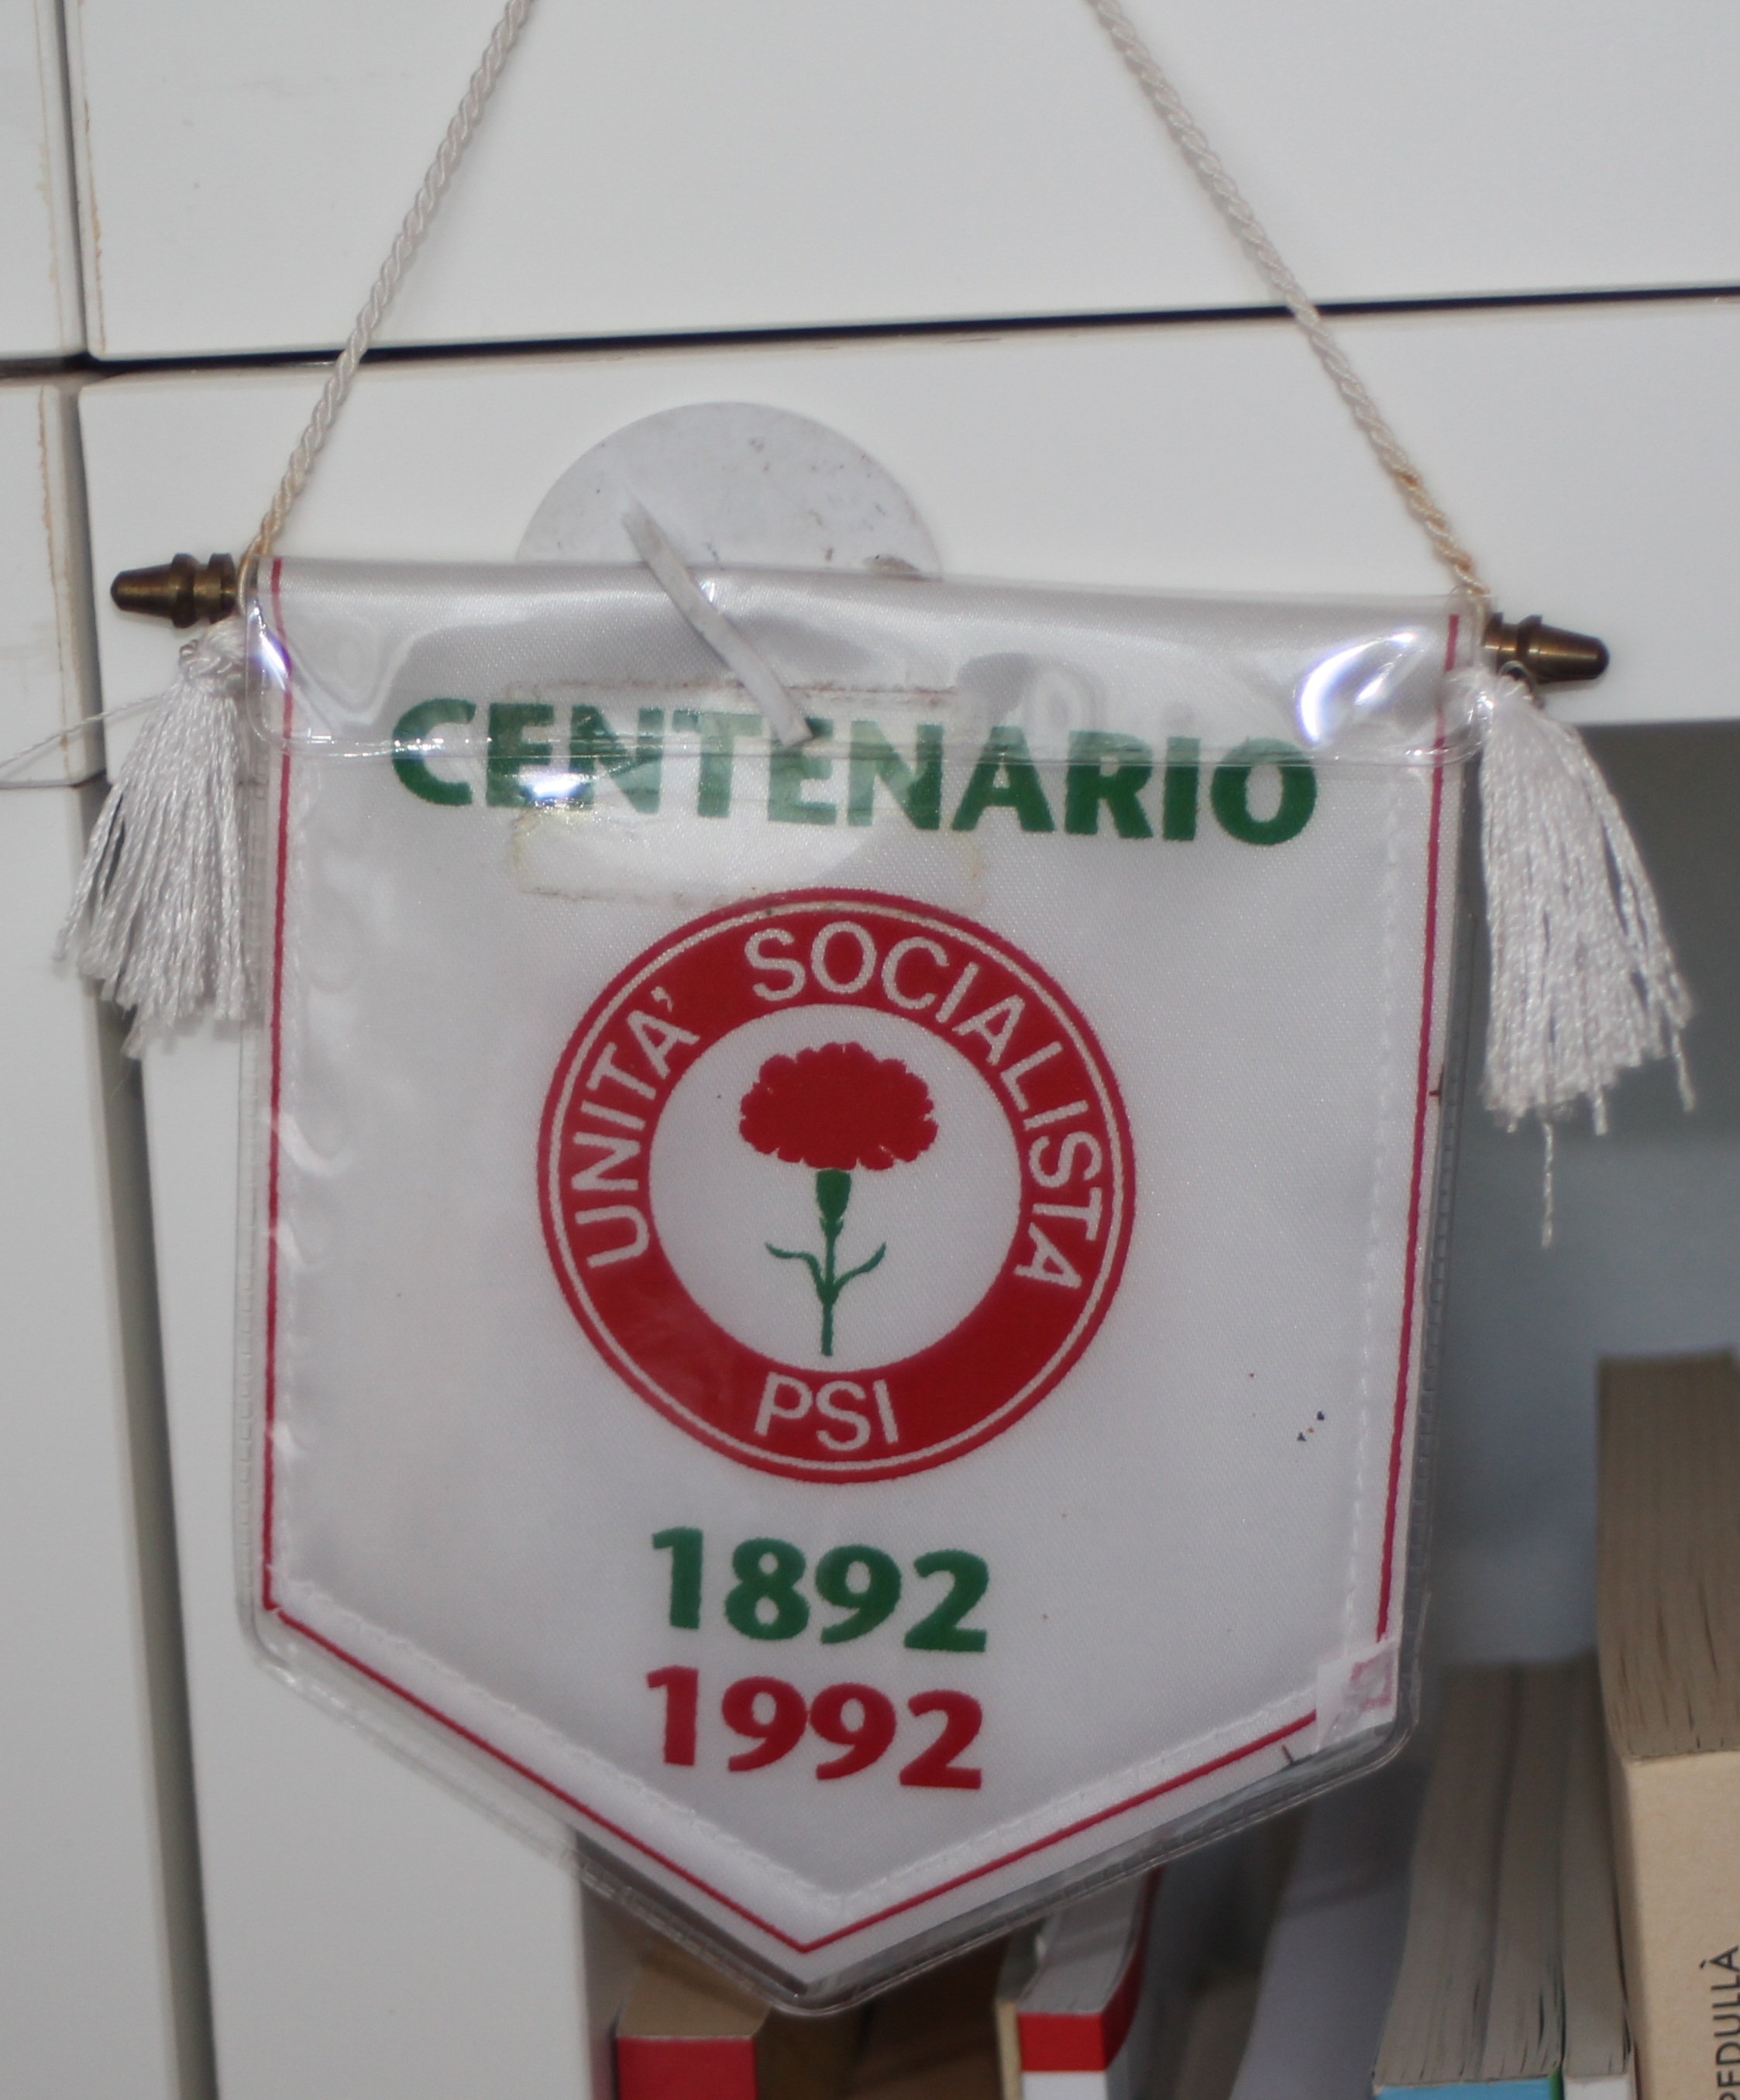 CENTENARIO
UNITA' SOCIALISTA
PSI
1892
1992